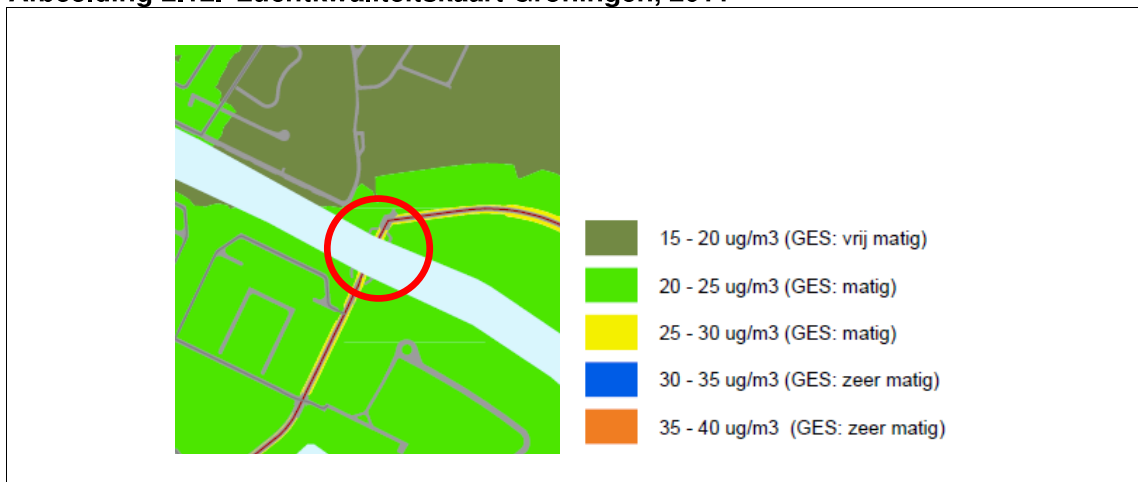 15 - 20 ug/m3 (GES: vrij matig)
20 - 25 ug/m3 (GES: matig)
25 - 30 ug/m3 (GES: matig)
30 - 35 ug/m3 (GES: zeer matig)
35 - 40 ug/m3 (GES: zeer matig)